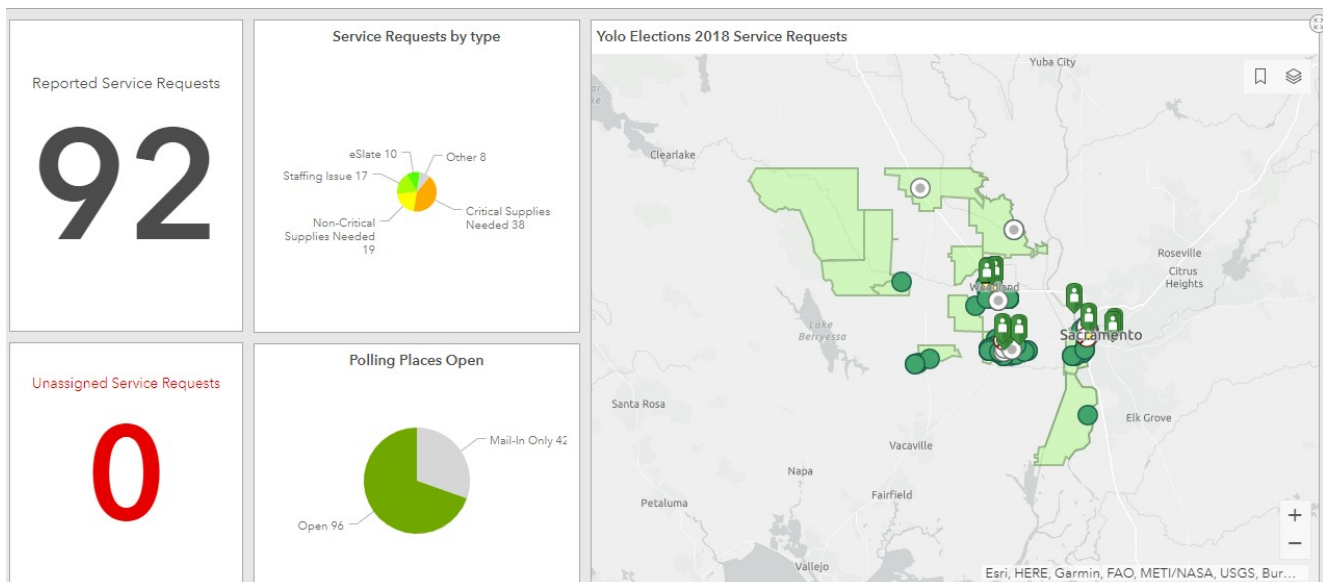 Reported Service Requests
92
Service Requests by type
eSlate 10
Other 8
Staffing Issue 17
Critical Supplies
Needed 38
Non-Critical
Supplies Needed
19
Unassigned Service Requests
0
Polling Places Open
Mail-In Only 42
Open 96
Yolo Elections 2018 Service Requests
Yuba City
Clearlake
Roseville
Citrus
Heights
Woodland
Lake
Berryessa
Sacramento
Santa Rosa
Elk Grove
Vacaville
Napa
Fairfield
Petaluma
Vallejo
+
−
Esri, HERE, Garmin, FAO, METI/NASA, USGS, Bur...